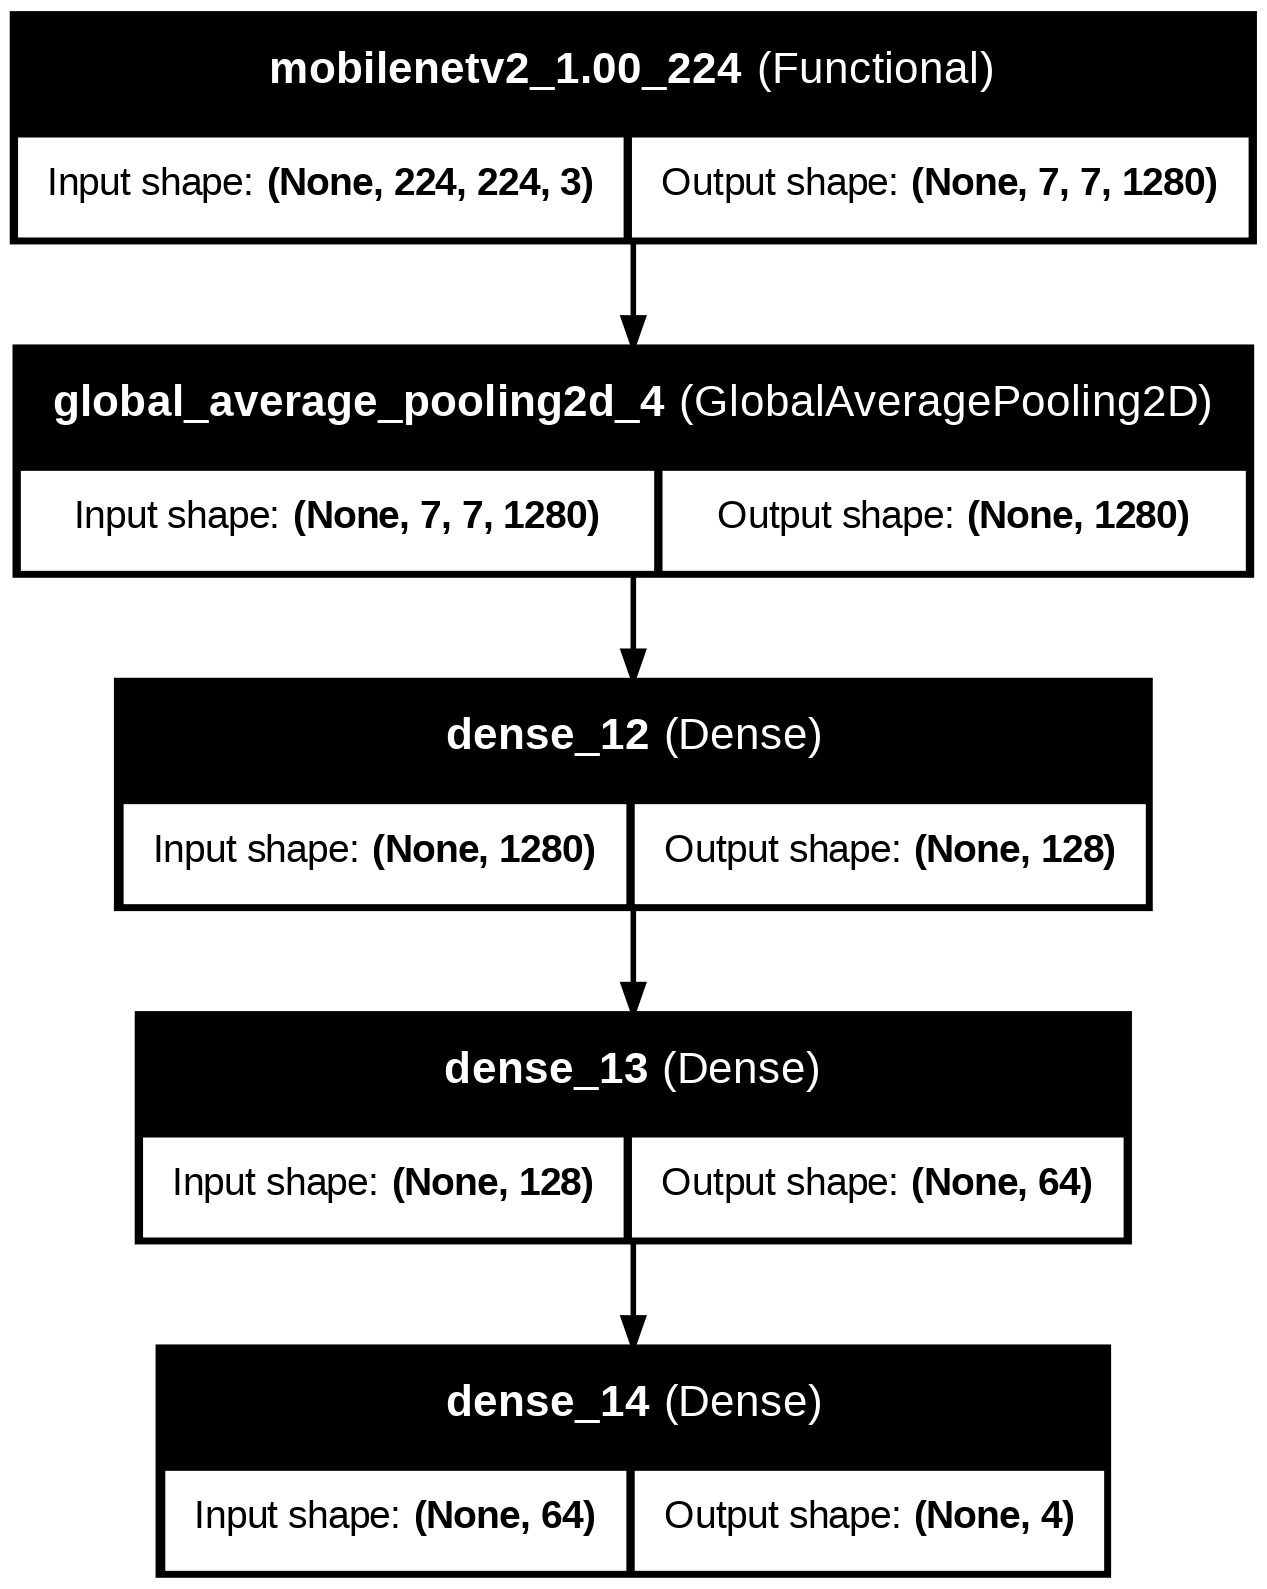 mobilenetv2_1.00_224 (Functional)
Input shape: (None, 224, 224, 3)
Output shape: (None, 7, 7, 1280)
global_average_pooling2d_4 (GlobalAveragePooling2D)
Input shape: (None, 7, 7, 1280)
Output shape: (None, 1280)
dense_12 (Dense)
Input shape: (None, 1280)
Output shape: (None, 128)
dense_13 (Dense)
Input shape: (None, 128)
Output shape: (None, 64)
dense_14 (Dense)
Input shape: (None, 64)
Output shape: (None, 4)